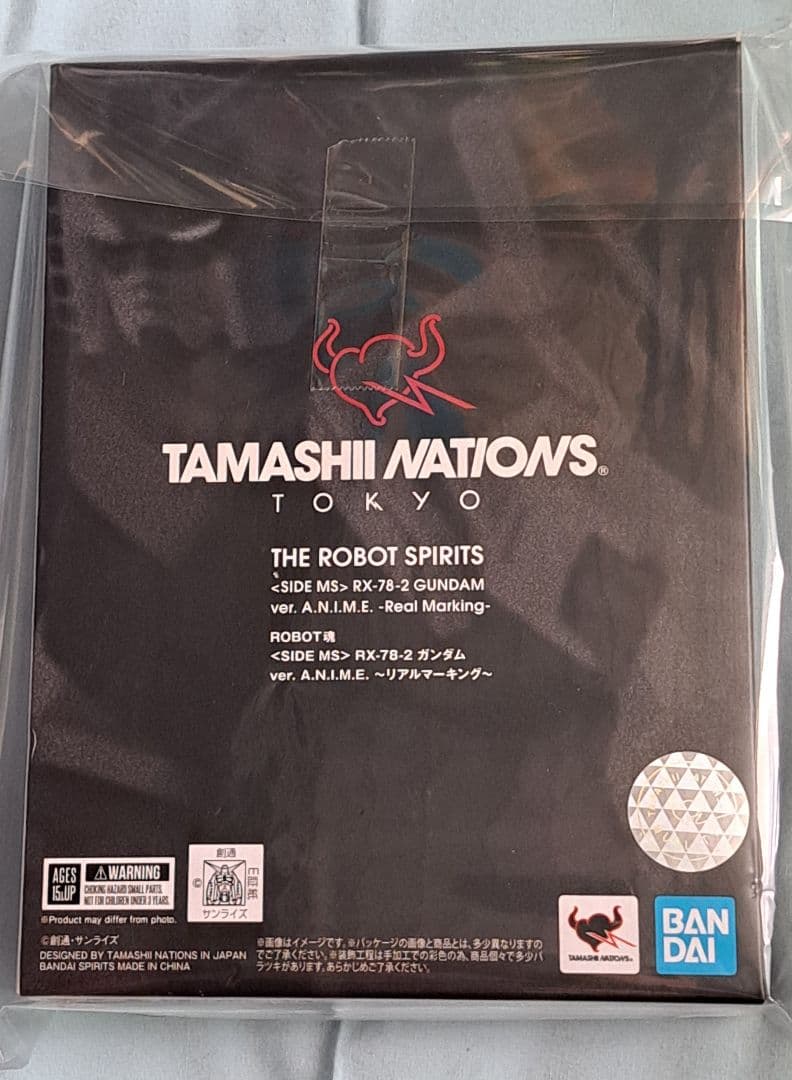 TAMASHII NATIONS®
TOKYO
THE ROBOT SPIRITS
<SIDE MS> RX-78-2 GUNDAM
ver. A.N.I.M.E. -Real Marking-
ROBOT魂
<SIDE MS> RX-78-2 ガンダム
ver. A.N.I.M.E. ～リアルマーキング～
AGES
15&UP
⚠WARNING
CHOKING HAZARD SMALL PARTS.
NOT FOR CHILDREN UNDER 3 YEARS.
※Product may differ from photo.
©
創通
サンライズ
©創通・サンライズ
DESIGNED BY TAMASHII NATIONS IN JAPAN
BANDAI SPIRITS MADE IN CHINA
※画像はイメージです。※パッケージの画像と商品とは、多少異なりますの
でご了承ください。※装飾工程は手加工での彩色の為、商品個々で多少バ
ラツキがあります。あらかじめご了承ください。
TAMASHII NATIONS®
BAN
DAI